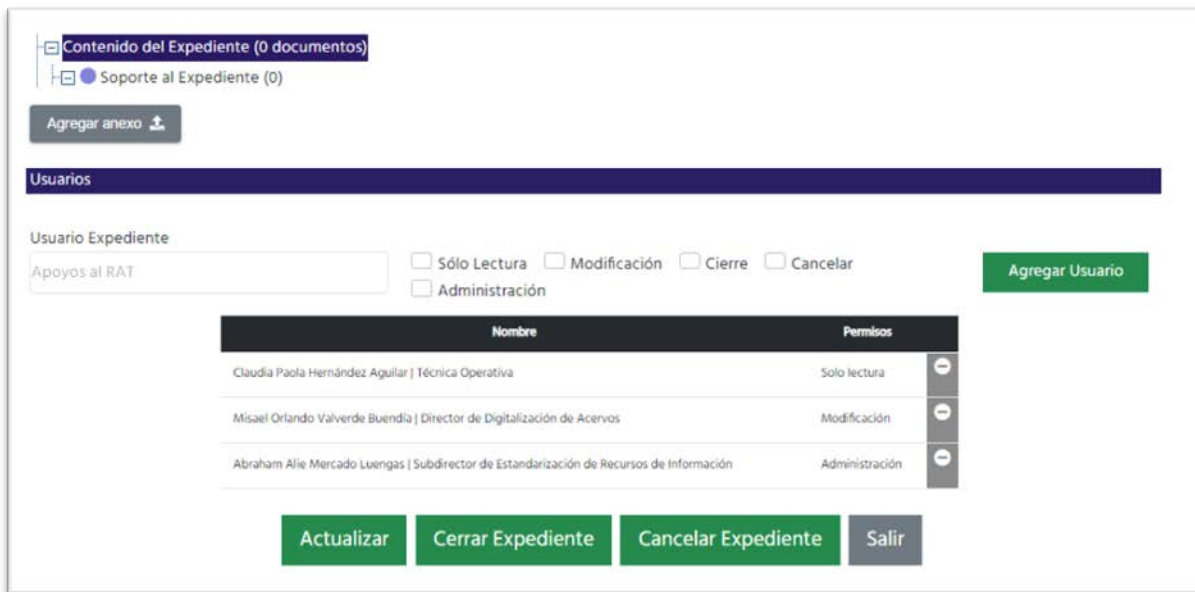 Contenido del Expediente (0 documentos)
Soporte al Expediente (0)
Agregar anexo
Usuarios
Usuario Expediente
Apoyos al RAT
Sólo Lectura Modificación Cierre Cancelar
Administración
Agregar Usuario
Nombre Permisos
Claudia Paola Hernández Aguilar | Técnica Operativa Solo lectura
Misael Orlando Valverde Buendía | Director de Digitalización de Acervos Modificación
Abraham Alie Mercado Luengas | Subdirector de Estandarización de Recursos de Información Administración
Actualizar Cerrar Expediente Cancelar Expediente Salir